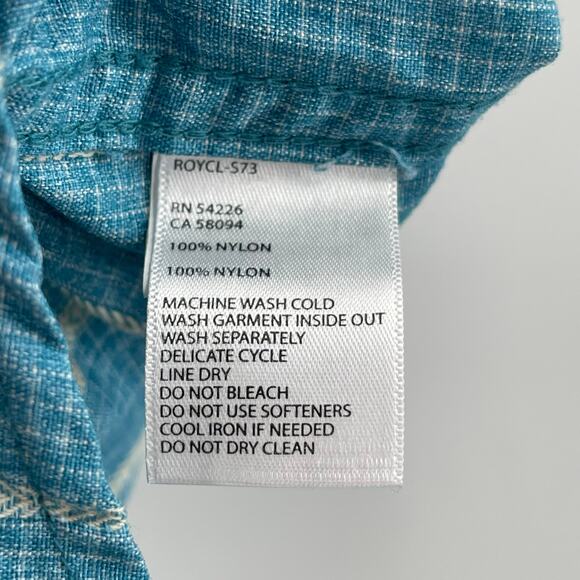 ROYCL-S73
RN 54226
CA 58094
100% NYLON
100% NYLON
MACHINE WASH COLD
WASH GARMENT INSIDE OUT
WASH SEPARATELY
DELICATE CYCLE
LINE DRY
DO NOT BLEACH
DO NOT USE SOFTENERS
COOL IRON IF NEEDED
DO NOT DRY CLEAN